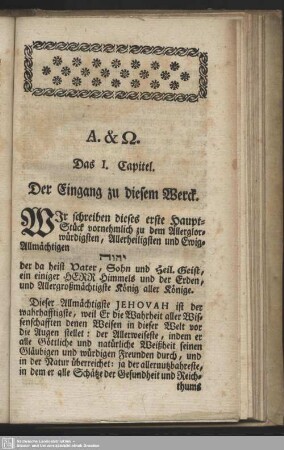 A. & Ω.
Das I. Capitel.
Der Eingang zu diesem Werck.
WJr schreiben dieses erste Haupt-
Stück vornehmlich zu dem Allerglor-
würdigsten, Allerheiligsten und Ewig-
Allmächtigen
יהוה
der da heist Vater, Sohn und Heil. Geist,
ein einiger HERR Himmels und der Erden,
und Allergroßmächtigste König aller Könige.
Dieser Allmächtigste JEHOVAH ist der
wahrhafftigste, weil Er die Wahrheit aller Wis-
senschafften denen Weisen in dieser Welt vor
die Augen stellet: der Allerweiseste, indem er
alle Göttliche und natürliche Weißheit seinen
Gläubigen und würdigen Freunden durch, und
in der Natur überreichet: ja der allernutzbahreste,
in dem er alle Schätze der Gesundheit und Reich-
thums